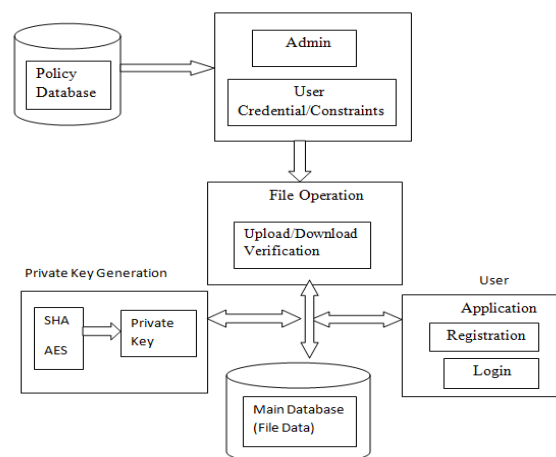 Policy
Database
Admin
User
Credential/Constraints
File Operation
Upload/Download
Verification
Private Key Generation
SHA
AES
Private
Key
User
Application
Registration
Login
Main Database
(File Data)